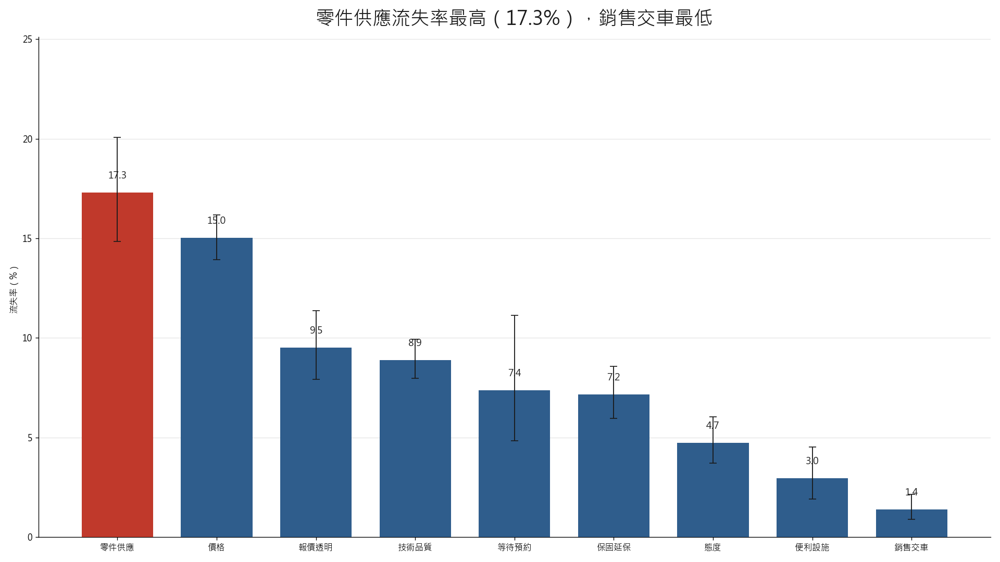 零件供應流失率最高（17.3%），銷售交車最低
流失率（%）
25
20
15
10
5
0
17.3
15.0
9.5
8.9
7.4
7.2
4.7
3.0
1.4
零件供應
價格
報價透明
技術品質
等待預約
保固延保
態度
便利設施
銷售交車